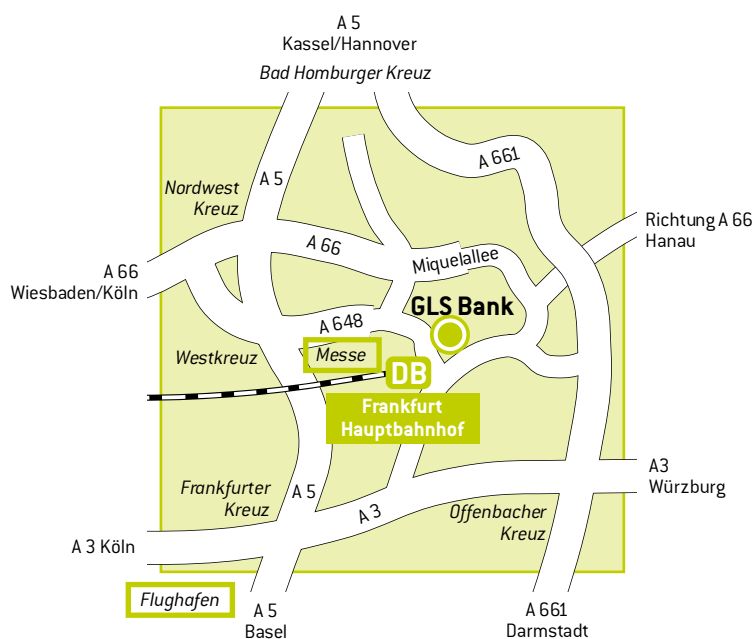 A 5
Kassel/Hannover
Bad Homburger Kreuz
A 661
Nordwest
Kreuz
A 5
Richtung A 66
Hanau
A 66
Wiesbaden/Köln
A 66
Miquelallee
GLS Bank
A 648
Westkreuz
Messe
DB
Frankfurt
Hauptbahnhof
Frankfurter
Kreuz
A 5
A 3
Offenbacher
Kreuz
A3
Würzburg
A 3 Köln
Flughafen
A 5
Basel
A 661
Darmstadt